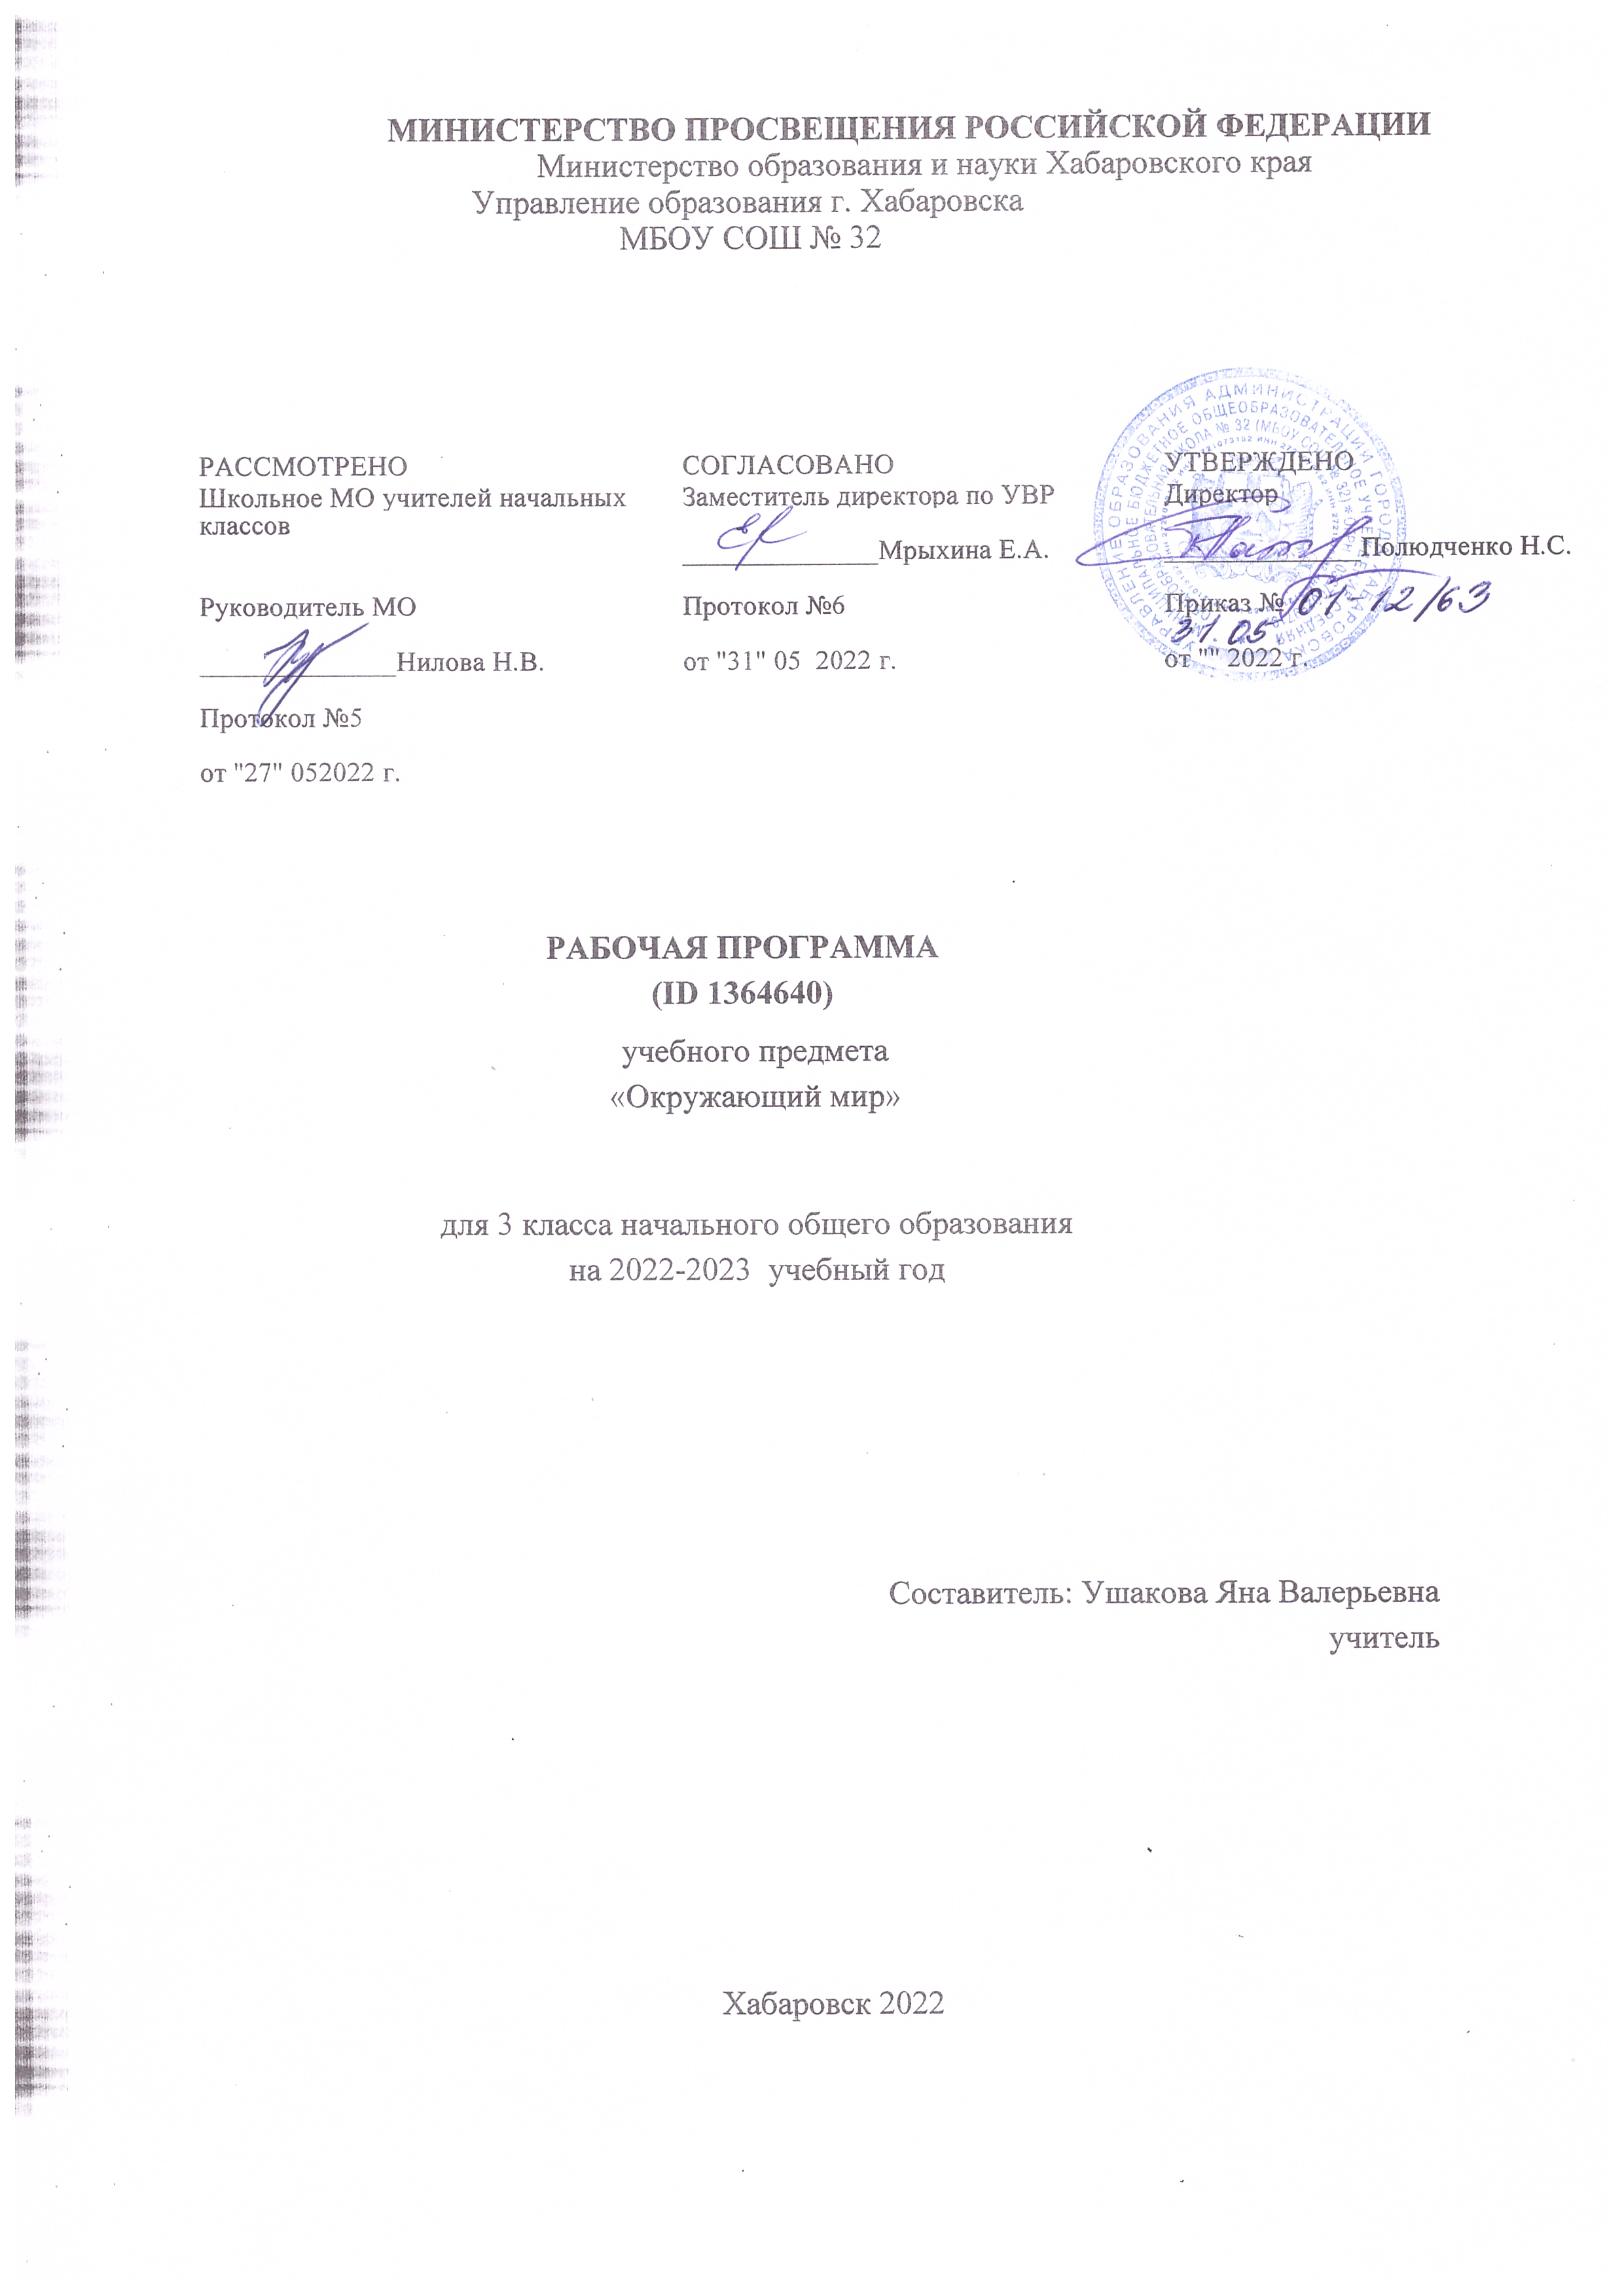 МИНИСТЕРСТВО ПРОСВЕЩЕНИЯ РОССИЙСКОЙ ФЕДЕРАЦИИ
Министерство образования и науки Хабаровского края
Управление образования г. Хабаровска
МБОУ СОШ № 32
РАССМОТРЕНО
Школьное МО учителей начальных
классов
Руководитель МО
______________Нилова Н.В.
Протокол №5
от "27" 052022 г.
СОГЛАСОВАНО
Заместитель директора по УВР
______________Мрыхина Е.А.
Протокол №6
от "31" 05  2022 г.
УТВЕРЖДЕНО
Директор
______________Полюдченко Н.С.
Приказ № 01-12/63
31.05
от "" 2022 г.
РАБОЧАЯ ПРОГРАММА
(ID 1364640)
учебного предмета
«Окружающий мир»
для 3 класса начального общего образования
на 2022-2023  учебный год
Составитель: Ушакова Яна Валерьевна
учитель
Хабаровск 2022